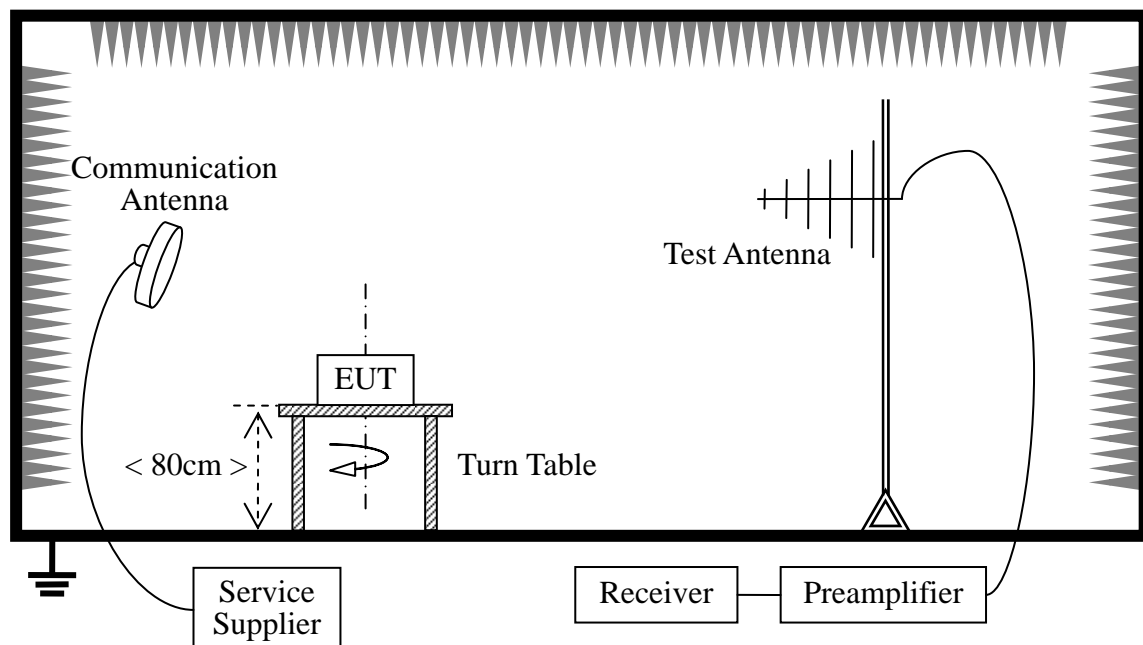 Communication
Antenna
Test Antenna
EUT
< 80cm >
Turn Table
Service
Supplier
Receiver
Preamplifier